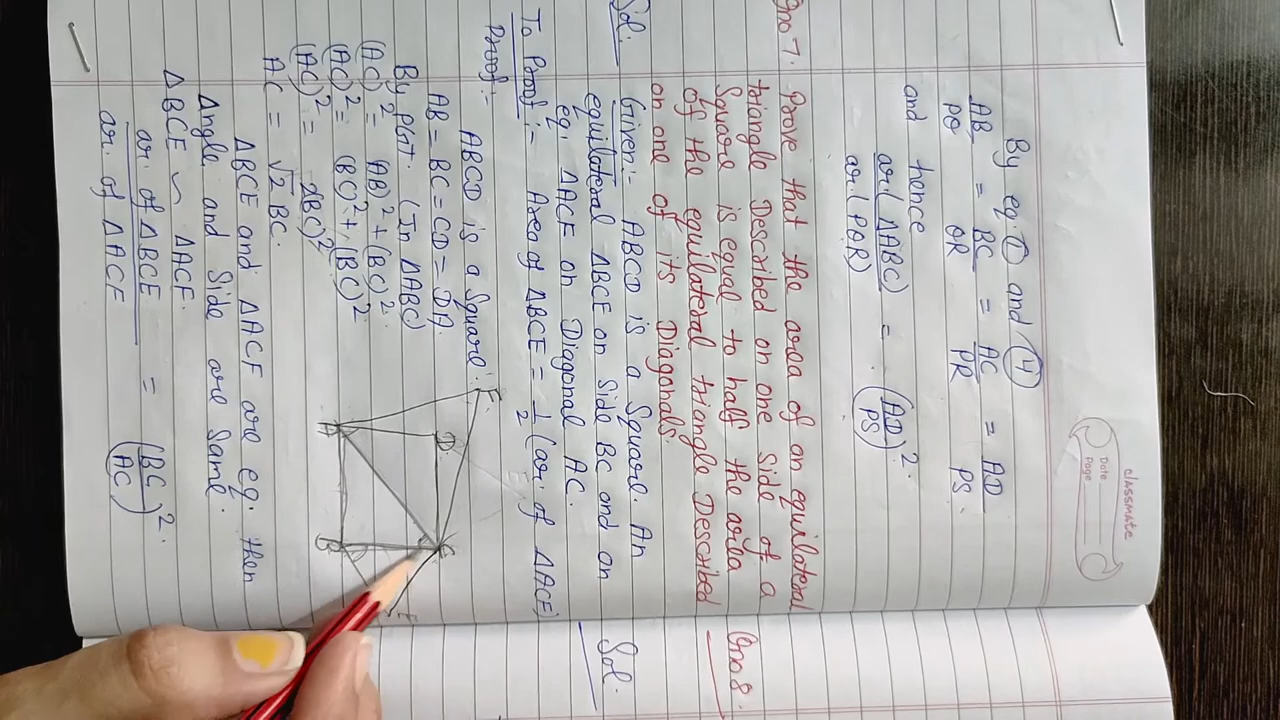 classmate
Date
Page
By eq. ① and ④
AB/PQ = BC/QR = AC/PR = AD/PS.
and hence
ar(ΔABC)/ar(PQR) = (AD/PS)².
Qno 7. Prove that the area of an equilateral
triangle Described on one side of a
Square is equal to half the area
of the equilateral triangle Described
on one of its Diagonals
Sol:- Given:- ABCD is a Square. An
equilateral ΔBCE on Side BC and on
eq. ΔACF on Diagonal AC.
To Proof:- Area of ΔBCE = 1/2 (ar of ΔACF)
Proof:-
ABCD is a Square.
AB = BC = CD = DA.
By PGT. (In ΔABC)
(AC)² = (AB)² + (BC)².
(AC)² = (BC)² + (BC)²
(AC)² = 2(BC)²
AC = √2 BC.
ΔBCE and ΔACF are eq. then
Angle and Side are Same.
ΔBCE ~ ΔACF.
ar. of ΔBCE / ar. of ΔACF = (BC/AC)².
F
D
A
C
B
E
Qno 8.
Sol.